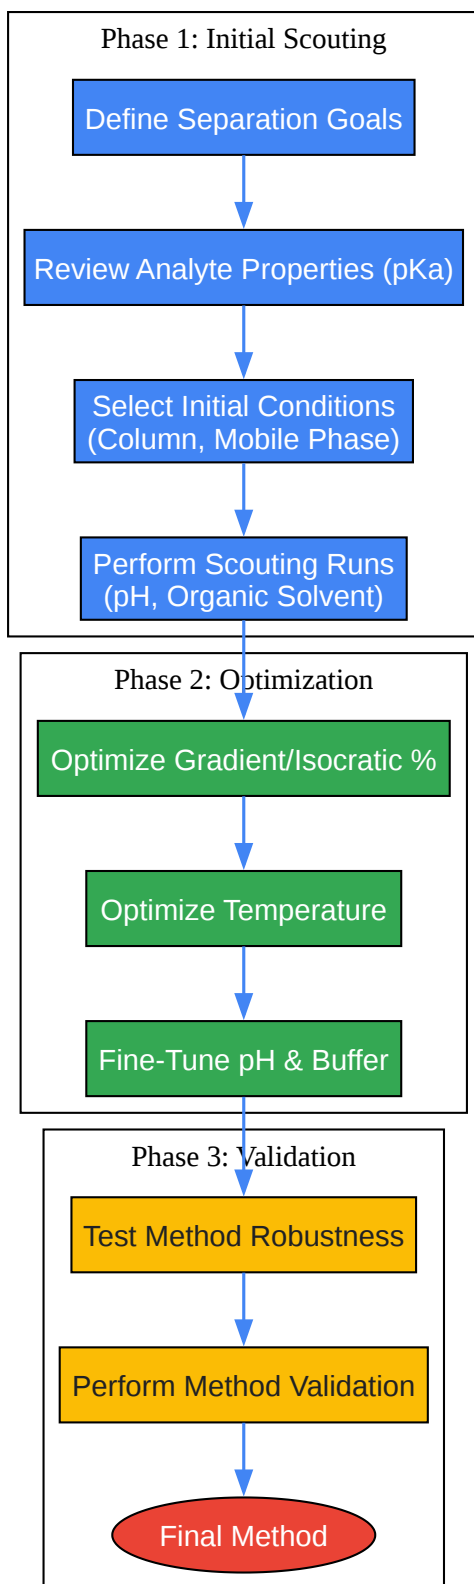 Phase 1: Initial Scouting
Define Separation Goals
Review Analyte Properties (pKa)
Select Initial Conditions
(Column, Mobile Phase)
Perform Scouting Runs
(pH, Organic Solvent)
Phase 2: Optimization
Optimize Gradient/Isocratic %
Optimize Temperature
Fine-Tune pH & Buffer
Phase 3: Validation
Test Method Robustness
Perform Method Validation
Final Method